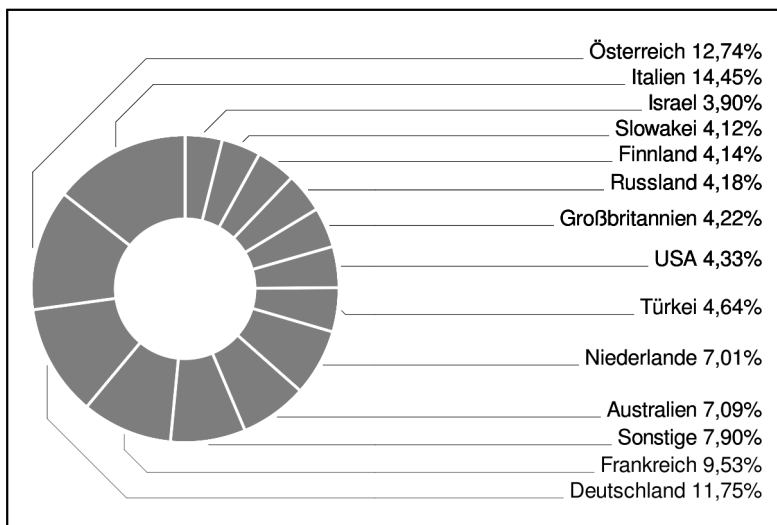 Österreich 12,74%
Italien 14,45%
Israel 3,90%
Slowakei 4,12%
Finnland 4,14%
Russland 4,18%
Großbritannien 4,22%
USA 4,33%
Türkei 4,64%
Niederlande 7,01%
Australien 7,09%
Sonstige 7,90%
Frankreich 9,53%
Deutschland 11,75%